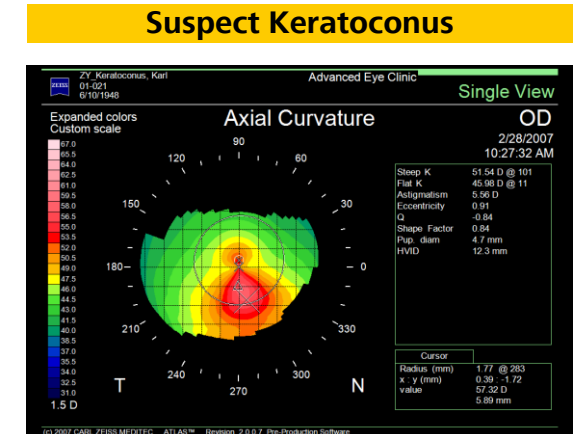 Suspect Keratoconus
ZEISS
ZY_Keratoconus, Karl
01-021
6/10/1948
Advanced Eye Clinic
Single View
Expanded colors
Custom scale
Axial Curvature
OD
2/28/2007
10:27:32 AM
67.0
65.5
64.0
62.5
61.0
59.5
58.0
56.5
55.0
53.5
52.0
50.5
49.0
47.5
46.0
44.5
43.0
41.5
40.0
38.5
37.0
35.5
34.0
32.5
31.0
1.5 D
90
120
60
150
30
180
0
210
330
240
300
270
T
N
Steep K 51.54 D @ 101
Flat K 45.98 D @ 11
Astigmatism 5.56 D
Eccentricity 0.91
Q -0.84
Shape Factor 0.84
Pup. diam 4.7 mm
HVID 12.3 mm
Cursor
Radius (mm) 1.77 @ 283
x : y (mm) 0.39 : -1.72
value 57.32 D
5.89 mm
(c) 2007 CARL ZEISS MEDITEC ATLAS™ Revision 2.0.0.7 Pre-Production Software